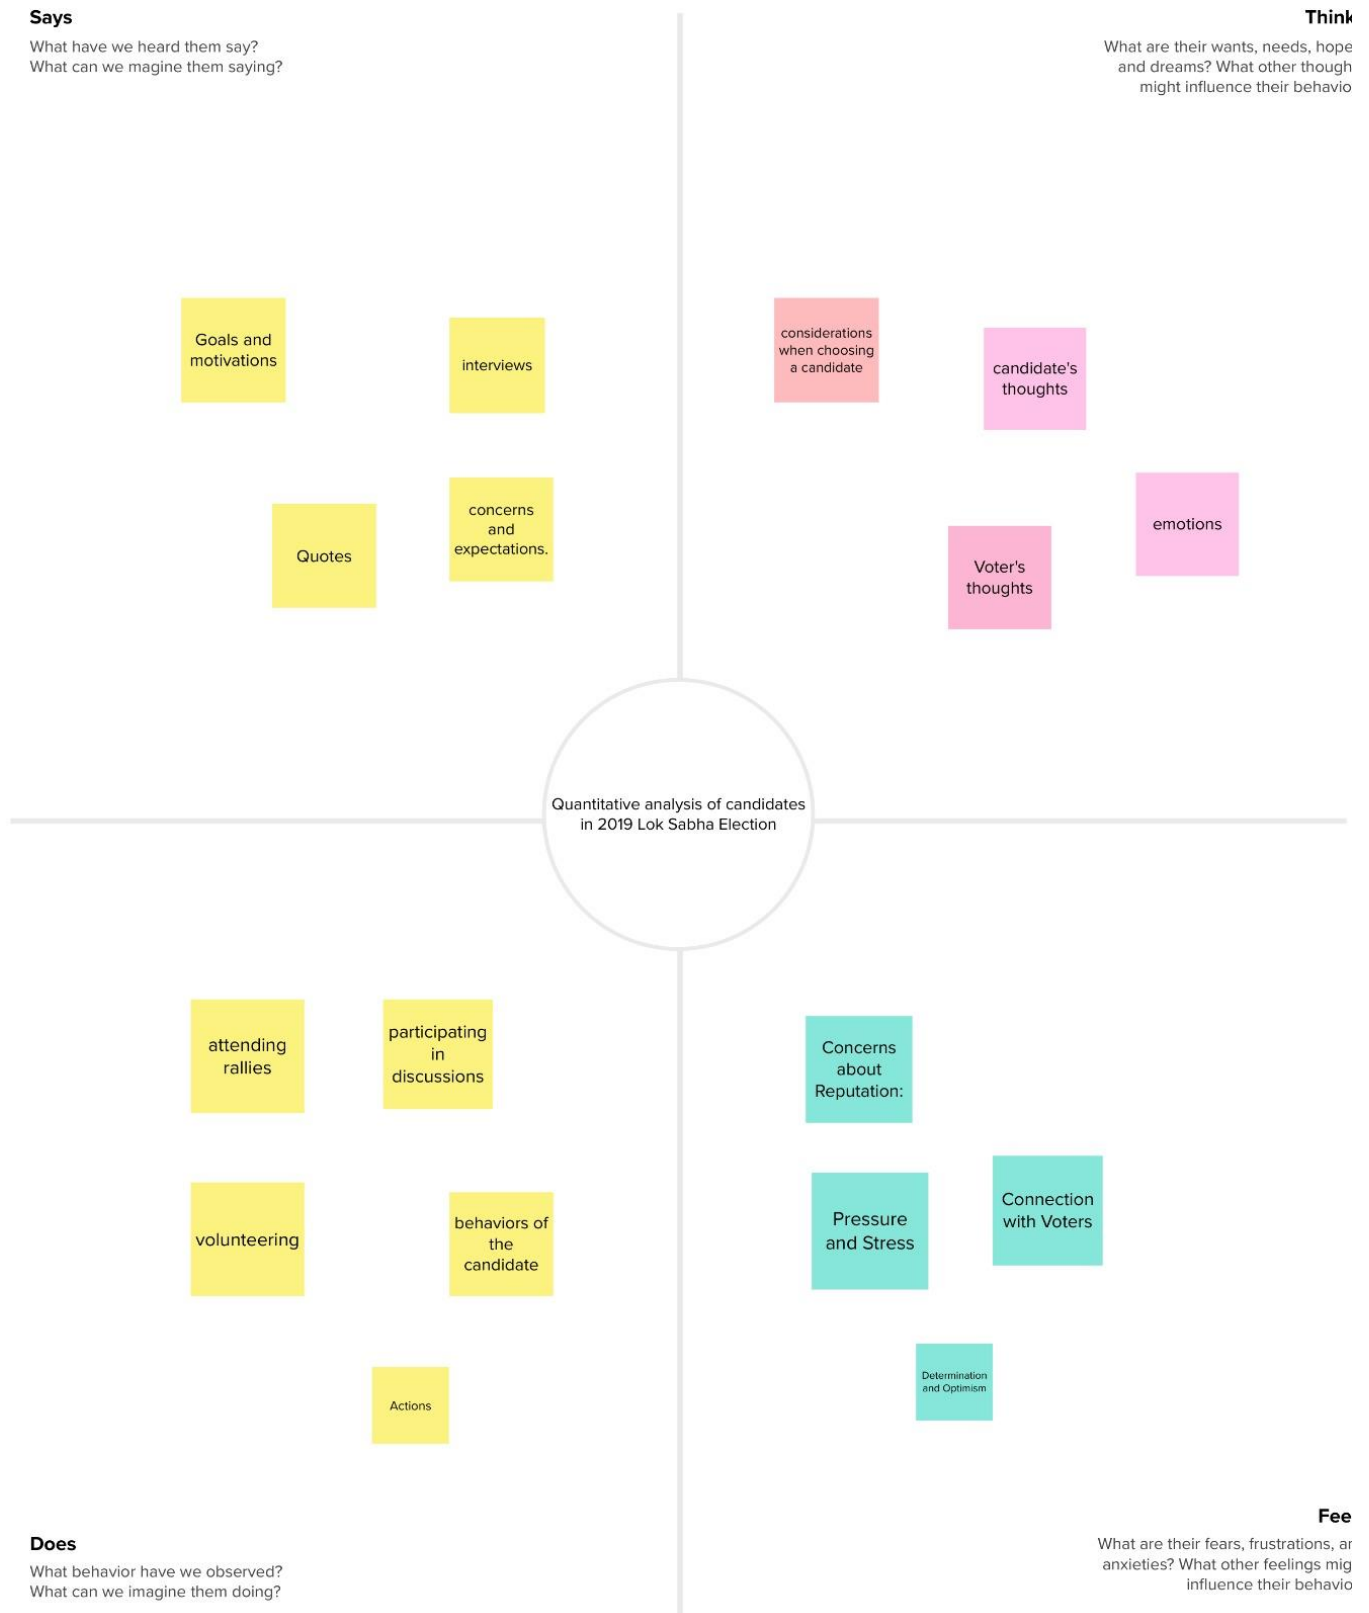 Says
What have we heard them say?
What can we magine them saying?
Think
What are their wants, needs, hope
and dreams? What other though
might influence their behavio
Goals and
motivations
interviews
Quotes
concerns
and
expectations.
considerations
when choosing
a candidate
candidate's
thoughts
emotions
Voter's
thoughts
Quantitative analysis of candidates
in 2019 Lok Sabha Election
attending
rallies
participating
in
discussions
volunteering
behaviors of
the
candidate
Actions
Concerns
about
Reputation:
Pressure
and Stress
Connection
with Voters
Determination
and Optimism
Does
What behavior have we observed?
What can we imagine them doing?
Fee
What are their fears, frustrations, an
anxieties? What other feelings mig
influence their behavio